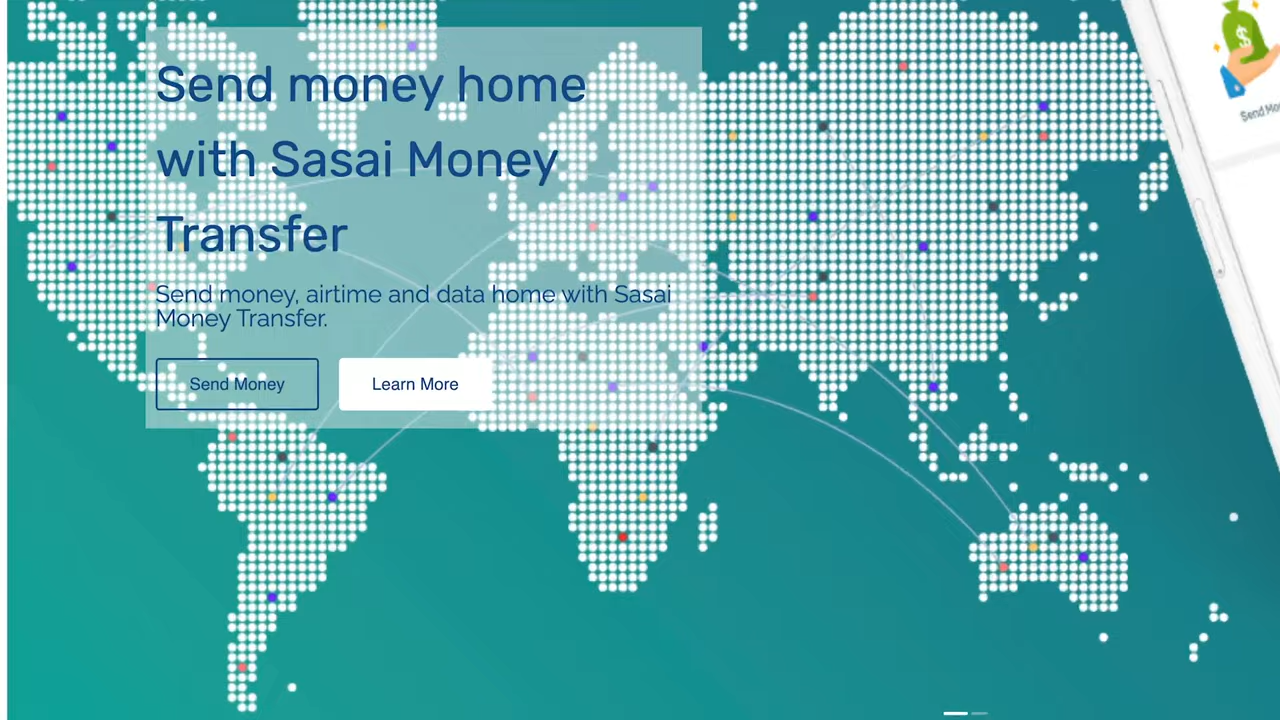 Send money home
with Sasai Money
Transfer
Send money, airtime and data home with Sasai
Money Transfer.
Send Money
Learn More
Send